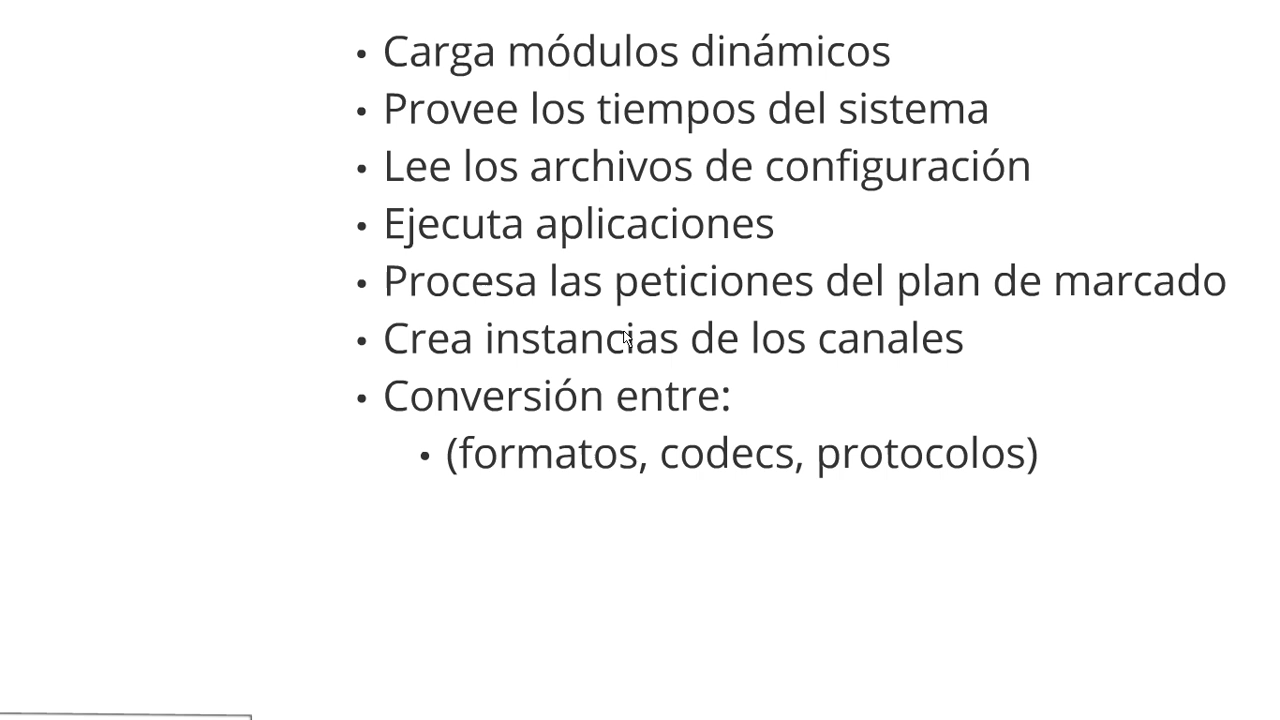 • Carga módulos dinámicos
• Provee los tiempos del sistema
• Lee los archivos de configuración
• Ejecuta aplicaciones
• Procesa las peticiones del plan de marcado
• Crea instancias de los canales
• Conversión entre:
• (formatos, codecs, protocolos)